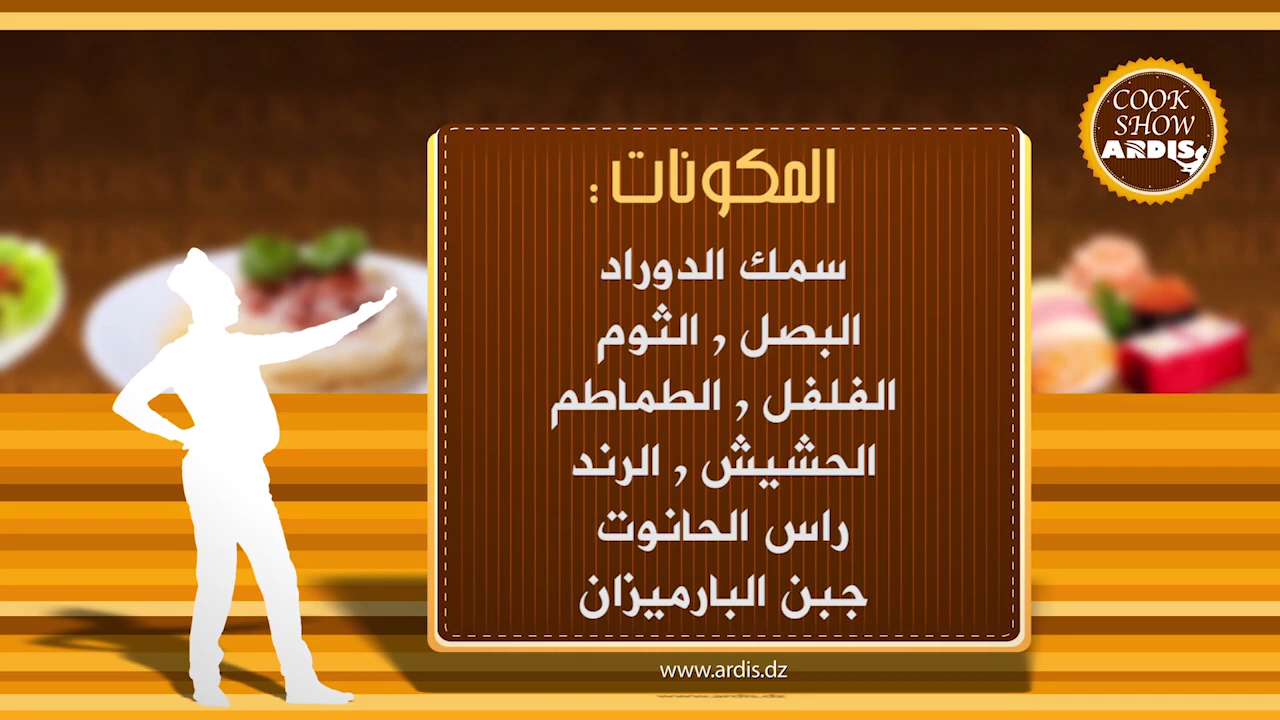 COOK
SHOW
ARDIS
المكونات :
سمك الدوراد
البصل , الثوم
الفلفل , الطماطم
الحشيش , الرند
راس الحانوت
جبن البارميزان
www.ardis.dz